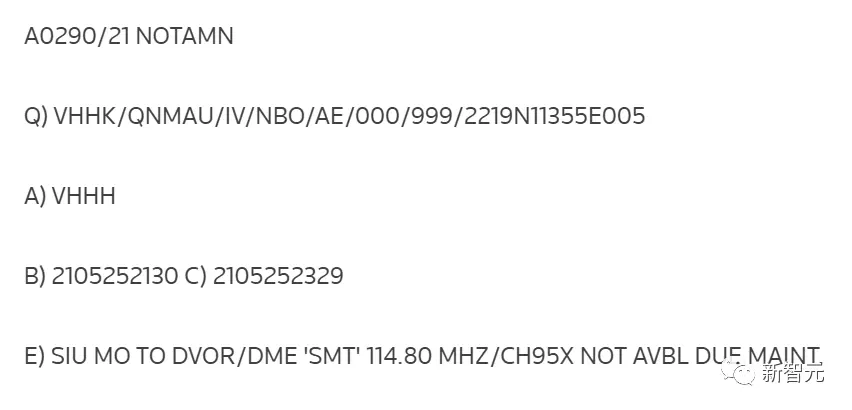 A0290/21 NOTAMN
Q) VHHK/QNMAU/IV/NBO/AE/000/999/2219N11355E005
A) VHHH
B) 2105252130 C) 2105252329
E) SIU MO TO DVOR/DME 'SMT' 114.80 MHZ/CH95X NOT AVBL DUE MAINT.
新智元